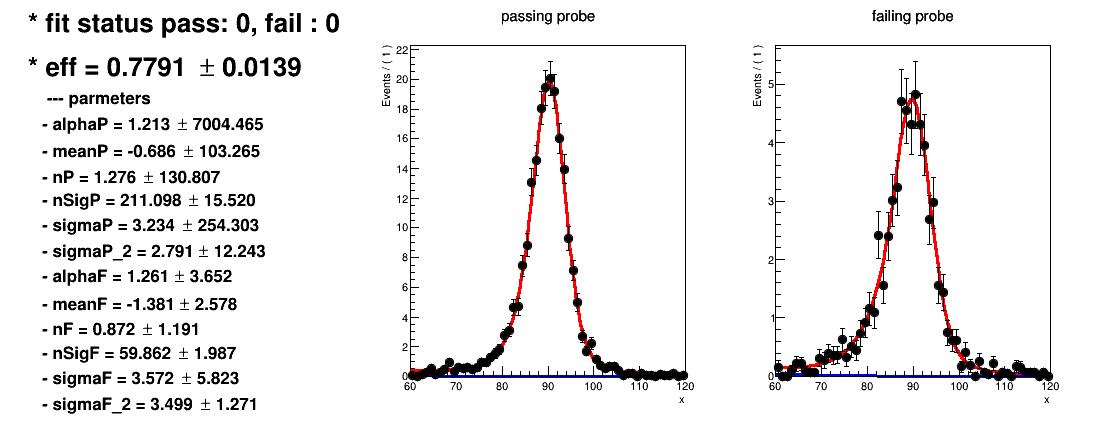 * fit status pass: 0, fail : 0
* eff = 0.7791 ± 0.0139
--- parmeters
- alphaP = 1.213 ± 7004.465
- meanP = -0.686 ± 103.265
- nP = 1.276 ± 130.807
- nSigP = 211.098 ± 15.520
- sigmaP = 3.234 ± 254.303
- sigmaP_2 = 2.791 ± 12.243
- alphaF = 1.261 ± 3.652
- meanF = -1.381 ± 2.578
- nF = 0.872 ± 1.191
- nSigF = 59.862 ± 1.987
- sigmaF = 3.572 ± 5.823
- sigmaF_2 = 3.499 ± 1.271
passing probe
Events / ( 1 )
22
20
18
16
14
12
10
8
6
4
2
0
60 70 80 90 100 110 120
x
failing probe
Events / ( 1 )
5
4
3
2
1
0
60 70 80 90 100 110 120
x